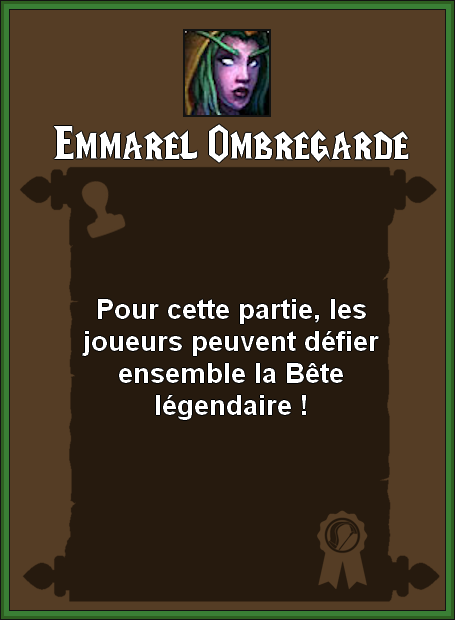 Emmarel Ombregarde
Pour cette partie, les
joueurs peuvent défier
ensemble la Bête
légendaire !